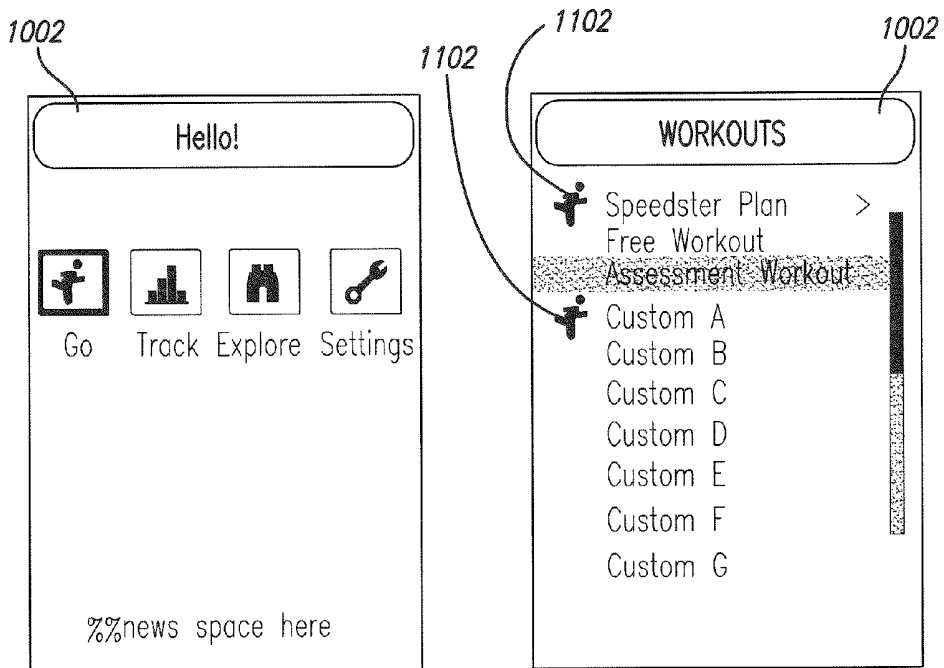 1002
1102
1102
1002
Hello!
Go Track Explore Settings
%%news space here
WORKOUTS
Speedster Plan >
Free Workout
Assessment Workout
Custom A
Custom B
Custom C
Custom D
Custom E
Custom F
Custom G